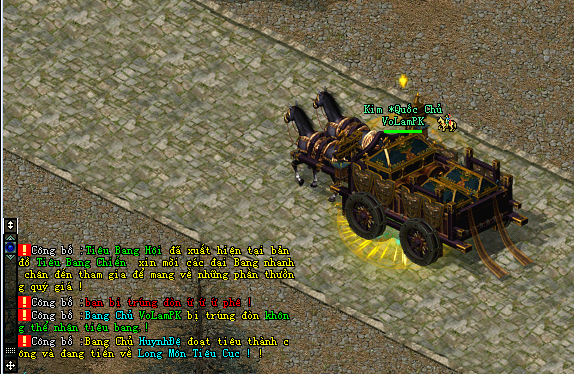 Kim *Quốc Chủ
VoLamPK
Công bố :Tiêu Bang Hội đã xuất hiện tại bản
đồ Tiêu Bang Chiến xin mời các đại Bang nhanh
chân đến tham gia để mang về những phần thưởn
g quý giá !
Công bố :bạn bị trúng đòn ữ ữ ữ phê !
Công bố :Bang Chủ VoLamPK bị trúng đòn khôn
g thể nhận tiêu bang !
Công bố :Bang Chủ HuynhĐệ đoạt tiêu thành c
ông và đang tiến về Long Môn Tiêu Cục ! !